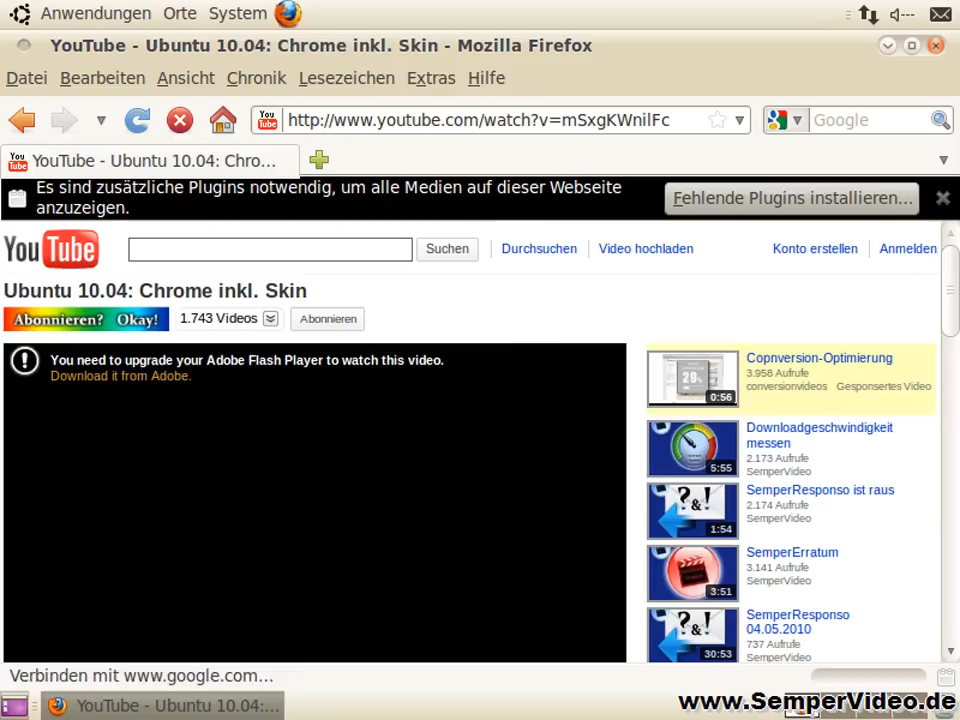 Anwendungen Orte System
YouTube - Ubuntu 10.04: Chrome inkl. Skin - Mozilla Firefox
Datei Bearbeiten Ansicht Chronik Lesezeichen Extras Hilfe
You Tube http://www.youtube.com/watch?v=mSxgKWnilFc Google
You Tube YouTube - Ubuntu 10.04: Chro...
Es sind zusätzliche Plugins notwendig, um alle Medien auf dieser Webseite
anzuzeigen.
Fehlende Plugins installieren...
YouTube Suchen Durchsuchen Video hochladen Konto erstellen Anmelden
Ubuntu 10.04: Chrome inkl. Skin
Abonnieren? Okay! 1.743 Videos Abonnieren
You need to upgrade your Adobe Flash Player to watch this video.
Download it from Adobe.
29%
0:56
Copnversion-Optimierung
3.958 Aufrufe
conversionvideos Gesponsertes Video
5:55
Downloadgeschwindigkeit
messen
2.173 Aufrufe
SemperVideo
?&!
1:54
SemperResponso ist raus
2.174 Aufrufe
SemperVideo
3:51
SemperErratum
3.141 Aufrufe
SemperVideo
?&!
30:53
SemperResponso
04.05.2010
737 Aufrufe
SemperVideo
Verbinden mit www.google.com...
YouTube - Ubuntu 10.04:...
www.SemperVideo.de